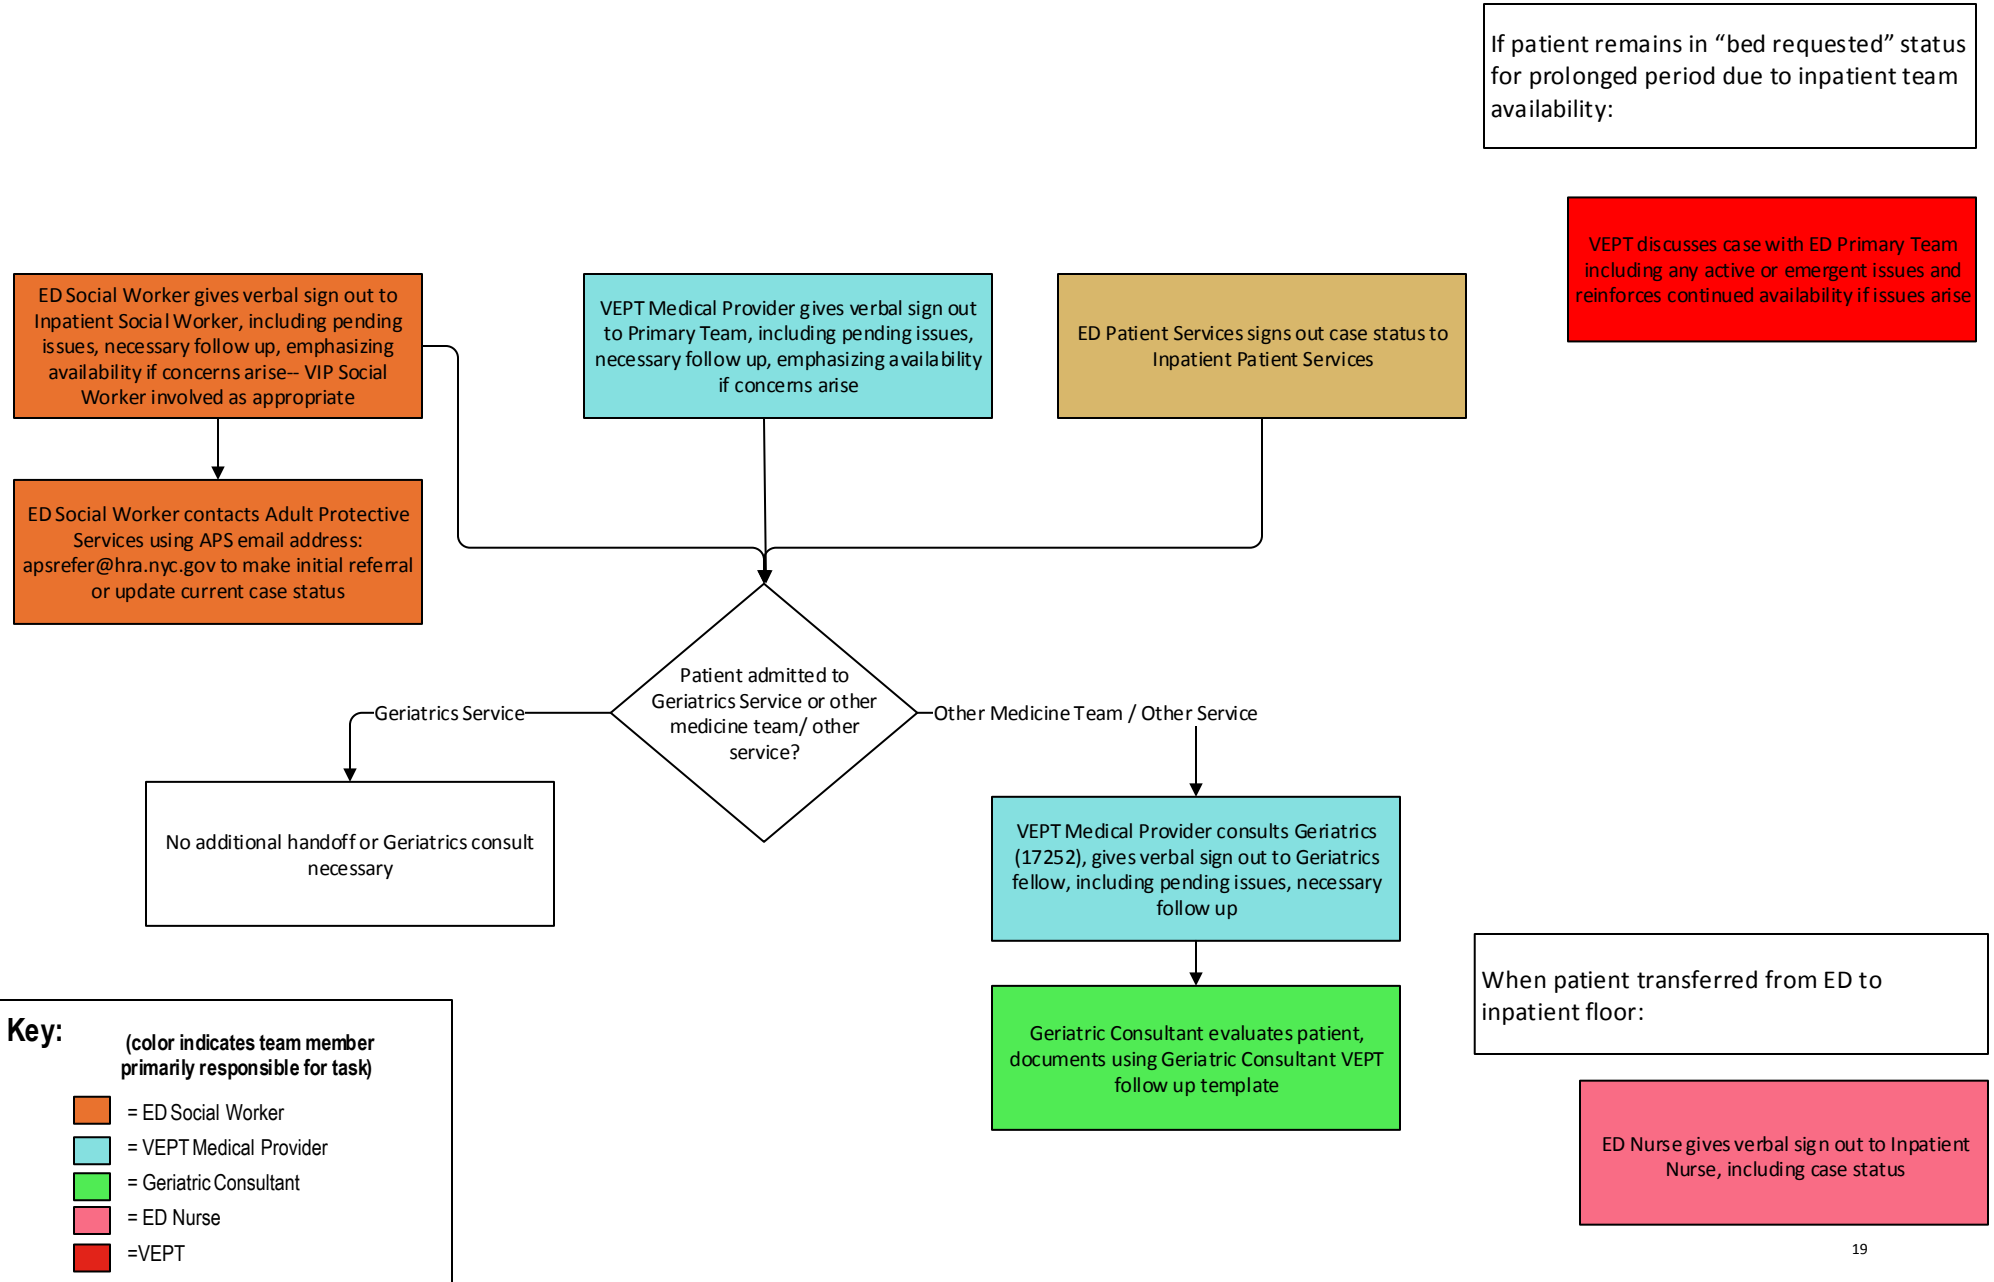 If patient remains in “bed requested” status
for prolonged period due to inpatient team
availability:
VEPT discusses case with ED Primary Team
including any active or emergent issues and
reinforces continued availability if issues arise
ED Social Worker gives verbal sign out to
Inpatient Social Worker, including pending
issues, necessary follow up, emphasizing
availability if concerns arise-- VIP Social
Worker involved as appropriate
VEPT Medical Provider gives verbal sign out
to Primary Team, including pending issues,
necessary follow up, emphasizing availability
if concerns arise
ED Patient Services signs out case status to
Inpatient Patient Services
ED Social Worker contacts Adult Protective
Services using APS email address:
apsrefer@hra.nyc.gov to make initial referral
or update current case status
Patient admitted to
Geriatrics Service or other
medicine team/ other
service?
Geriatrics Service
Other Medicine Team / Other Service
No additional handoff or Geriatrics consult
necessary
VEPT Medical Provider consults Geriatrics
(17252), gives verbal sign out to Geriatrics
fellow, including pending issues, necessary
follow up
Geriatric Consultant evaluates patient,
documents using Geriatric Consultant VEPT
follow up template
When patient transferred from ED to
inpatient floor:
ED Nurse gives verbal sign out to Inpatient
Nurse, including case status
Key:
(color indicates team member
primarily responsible for task)
= ED Social Worker
= VEPT Medical Provider
= Geriatric Consultant
= ED Nurse
=VEPT
19